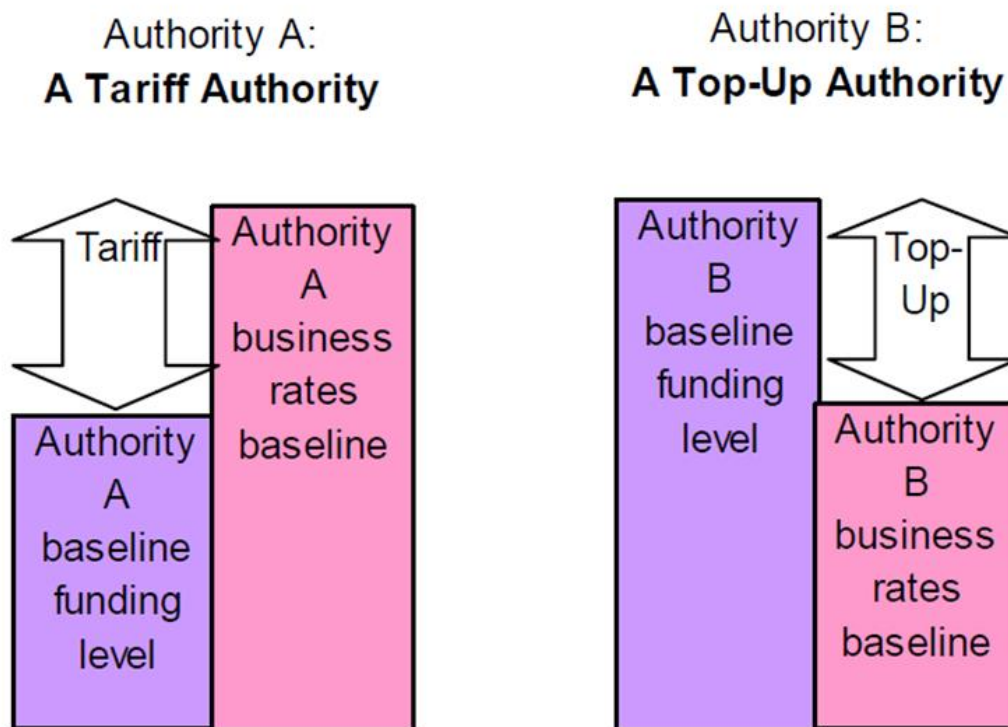 Authority A:
A Tariff Authority
Tariff
Authority
A
baseline
funding
level
Authority
A
business
rates
baseline
Authority B:
A Top-Up Authority
Authority
B
baseline
funding
level
Top-
Up
Authority
B
business
rates
baseline